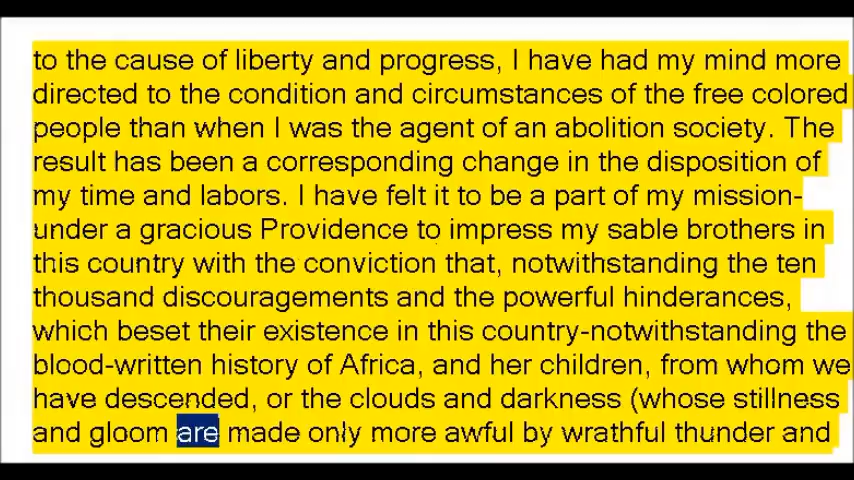 to the cause of liberty and progress, I have had my mind more
directed to the condition and circumstances of the free colored
people than when I was the agent of an abolition society. The
result has been a corresponding change in the disposition of
my time and labors. I have felt it to be a part of my mission-
under a gracious Providence to impress my sable brothers in
this country with the conviction that, notwithstanding the ten
thousand discouragements and the powerful hinderances,
which beset their existence in this country-notwithstanding the
blood-written history of Africa, and her children, from whom we
have descended, or the clouds and darkness (whose stillness
and gloom are made only more awful by wrathful thunder and